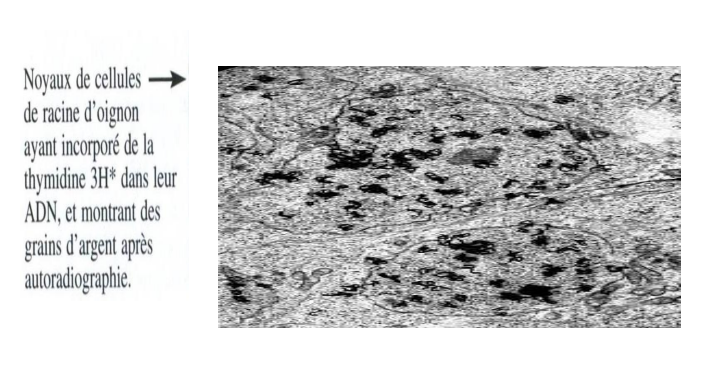 Noyaux de cellules
de racine d'oignon
ayant incorporé de la
thymidine 3H* dans leur
ADN, et montrant des
grains d'argent après
autoradiographie.